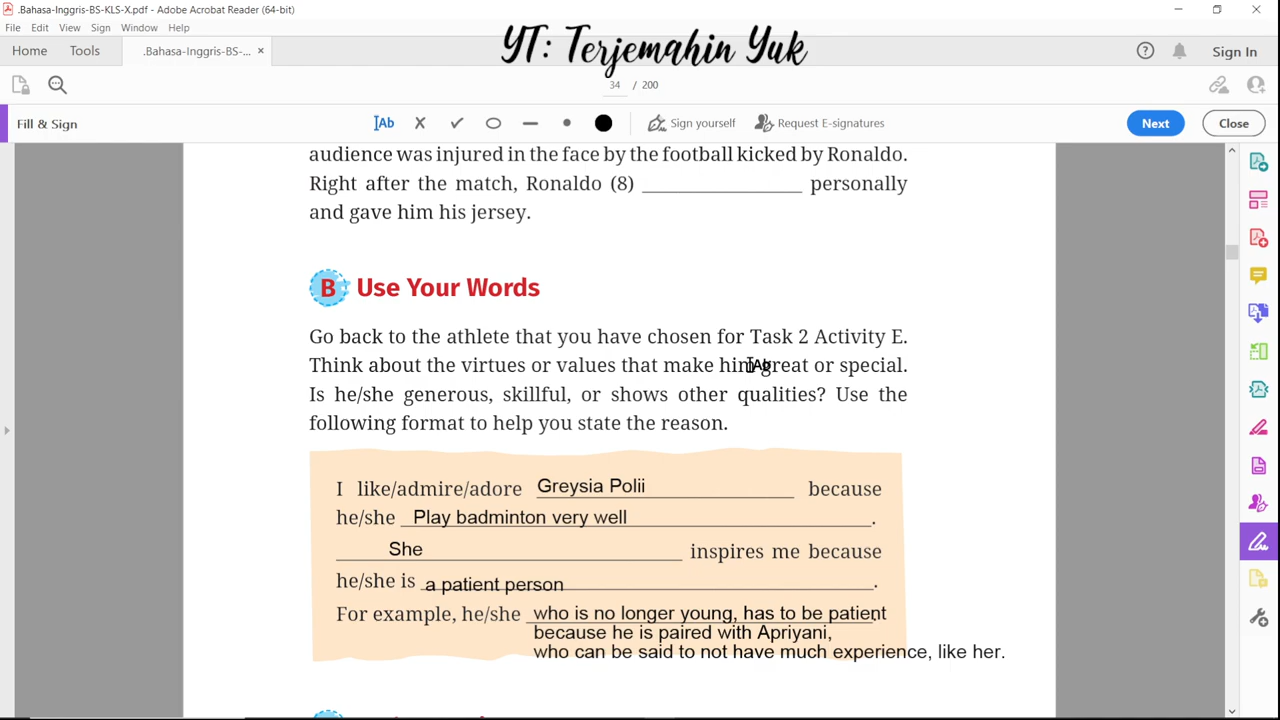 .Bahasa-Inggris-BS-KLS-X.pdf - Adobe Acrobat Reader (64-bit)
File Edit View Sign Window Help
YT: Terjemahin Yuk
Home Tools .Bahasa-Inggris-BS-... × Sign In
34 / 200
Fill & Sign Ab Sign yourself Request E-signatures Next Close
audience was injured in the face by the football kicked by Ronaldo.
Right after the match, Ronaldo (8) ________________ personally
and gave him his jersey.
B Use Your Words
Go back to the athlete that you have chosen for Task 2 Activity E.
Think about the virtues or values that make him great or special.
Is he/she generous, skillful, or shows other qualities? Use the
following format to help you state the reason.
I like/admire/adore Greysia Polii because
he/she Play badminton very well.
She inspires me because
he/she is a patient person.
For example, he/she who is no longer young, has to be patient.
because he is paired with Apriyani,
who can be said to not have much experience, like her.